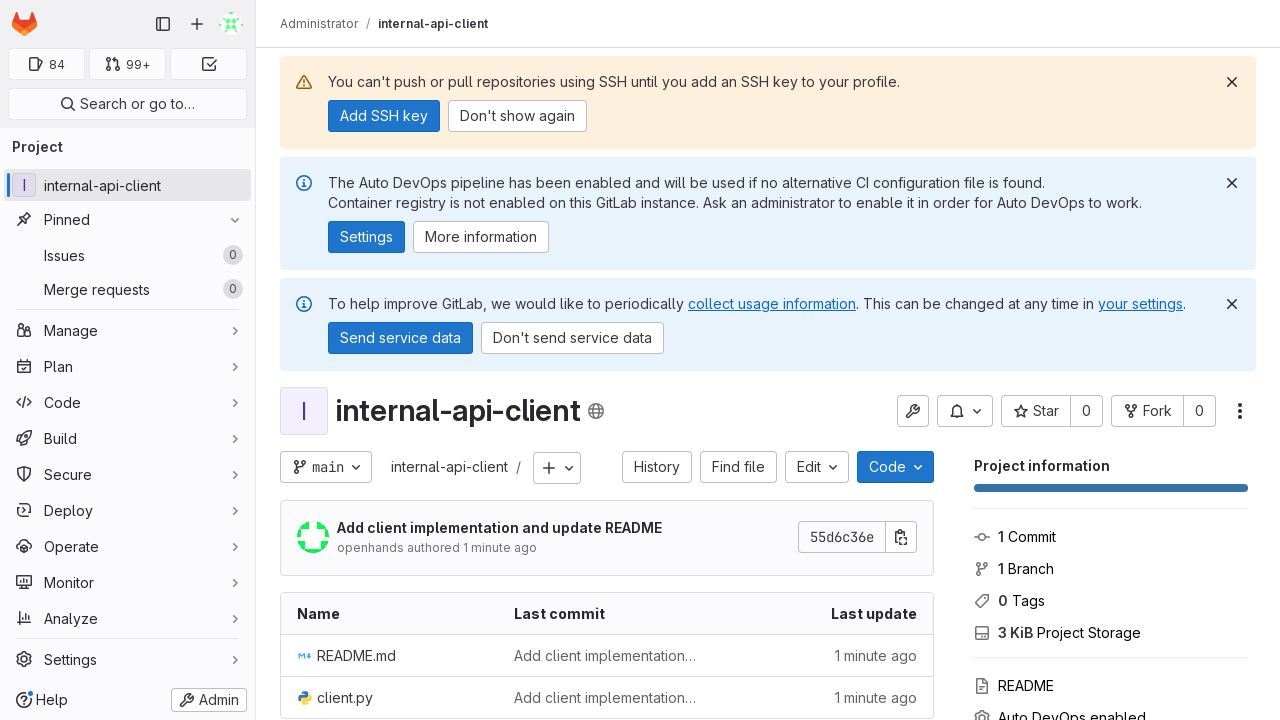 Administrator / internal-api-client
84
99+
Search or go to…
Project
I internal-api-client
Pinned
Issues 0
Merge requests 0
Manage
Plan
Code
Build
Secure
Deploy
Operate
Monitor
Analyze
Settings
Help
Admin
You can't push or pull repositories using SSH until you add an SSH key to your profile.
Add SSH key
Don't show again
The Auto DevOps pipeline has been enabled and will be used if no alternative CI configuration file is found.
Container registry is not enabled on this GitLab instance. Ask an administrator to enable it in order for Auto DevOps to work.
Settings
More information
To help improve GitLab, we would like to periodically collect usage information. This can be changed at any time in your settings.
Send service data
Don't send service data
I internal-api-client
Star 0
Fork 0
main
internal-api-client /
History
Find file
Edit
Code
Add client implementation and update README
openhands authored 1 minute ago
55d6c36e
Name Last commit Last update
README.md Add client implementation… 1 minute ago
client.py Add client implementation… 1 minute ago
Project information
1 Commit
1 Branch
0 Tags
3 KiB Project Storage
README
Auto DevOps enabled